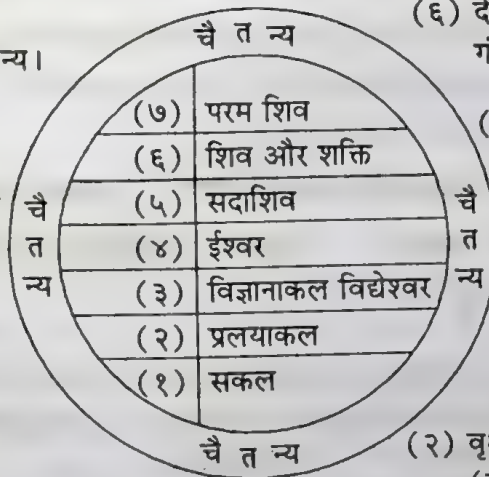 (६)
न्य।
चै त न्य
(७) परम शिव
(६) शिव और शक्ति
(५) सदाशिव
(४) ईश्वर
(३) विज्ञानाकल विद्येश्वर
(२) प्रलयाकल
(१) सकल
चै
त
न्य
चै
त
न्य
चै त न्य
(२)